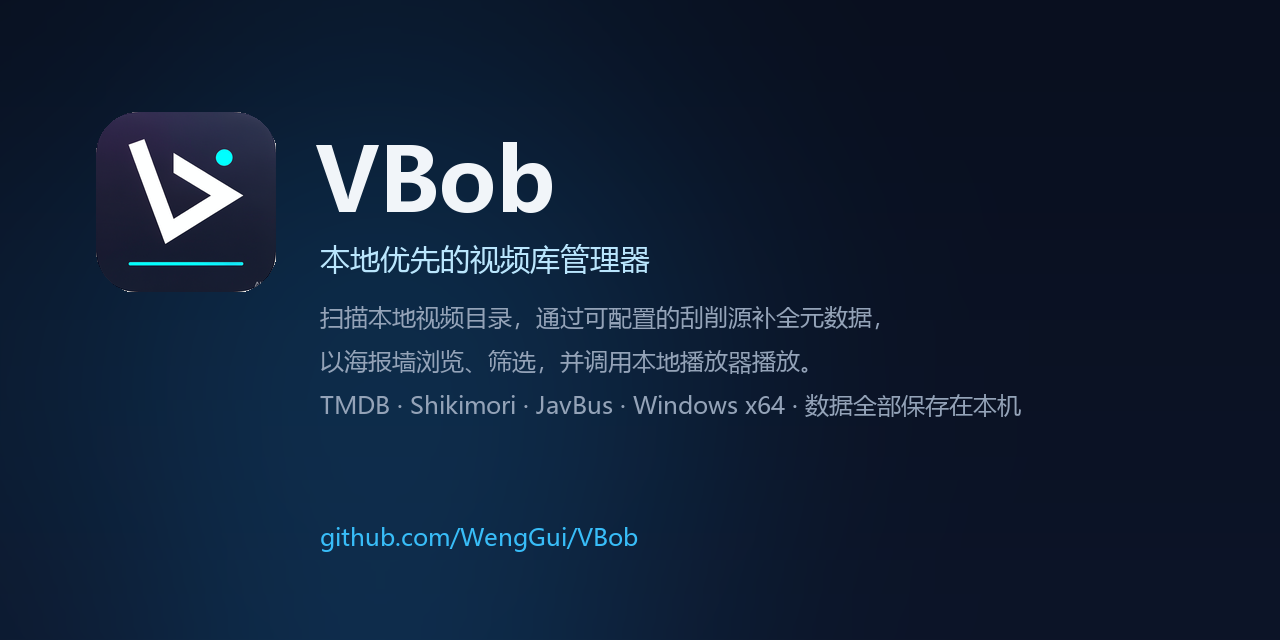 VBob
本地优先的视频库管理器
扫描本地视频目录，通过可配置的刮削源补全元数据，
以海报墙浏览、筛选，并调用本地播放器播放。
TMDB · Shikimori · JavBus · Windows x64 · 数据全部保存在本机
github.com/WengGui/VBob